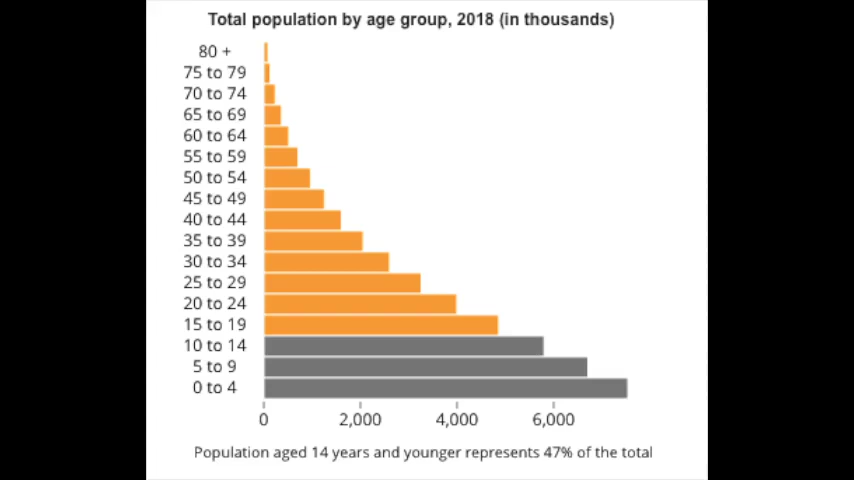 Total population by age group, 2018 (in thousands)
80 +
75 to 79
70 to 74
65 to 69
60 to 64
55 to 59
50 to 54
45 to 49
40 to 44
35 to 39
30 to 34
25 to 29
20 to 24
15 to 19
10 to 14
5 to 9
0 to 4
0 2,000 4,000 6,000
Population aged 14 years and younger represents 47% of the total